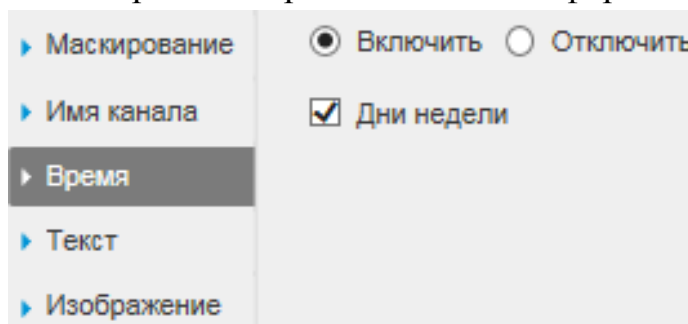 Маскирование
Включить Отключить
Имя канала
Дни недели
Время
Текст
Изображение